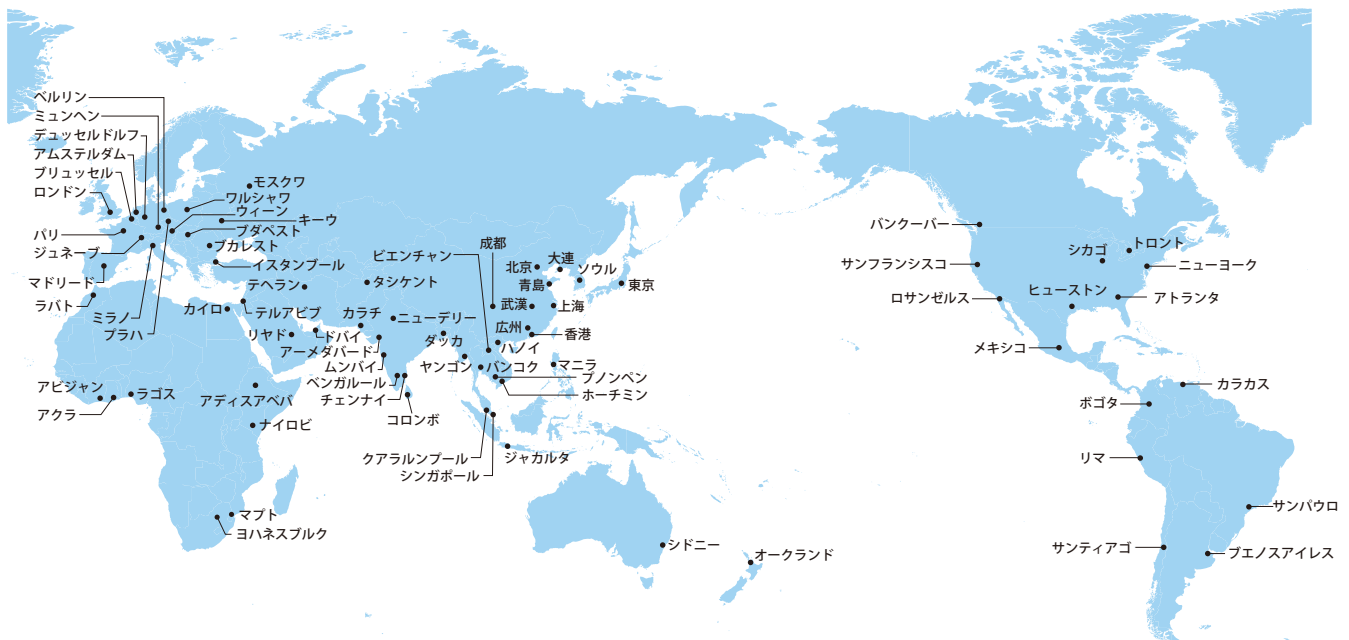 ベルリン
ミュンヘン
デュッセルドルフ
アムステルダム
ブリュッセル
ロンドン
パリ
ジュネーブ
マドリード
ラバト
ミラノ
プラハ
モスクワ
ワルシャワ
ウィーン
キーウ
ブダペスト
ブカレスト
イスタンブール
テヘラン
タシケント
カイロ
テルアビブ
リヤド
ドバイ
カラチ
ニューデリー
アーメダバード
ムンバイ
ベンガルール
チェンナイ
コロンボ
ダッカ
ヤンゴン
ビエンチャン
成都
北京
大連
ソウル
青島
東京
武漢
上海
広州
香港
ハノイ
バンコク
マニラ
プノンペン
ホーチミン
クアラルンプール
シンガポール
ジャカルタ
アビジャン
アクラ
ラゴス
アディスアベバ
ナイロビ
マプト
ヨハネスブルク
シドニー
オークランド
バンクーバー
サンフランシスコ
ロサンゼルス
シカゴ
トロント
ニューヨーク
ヒューストン
アトランタ
メキシコ
カラカス
ボゴタ
リマ
サンパウロ
サンティアゴ
ブエノスアイレス